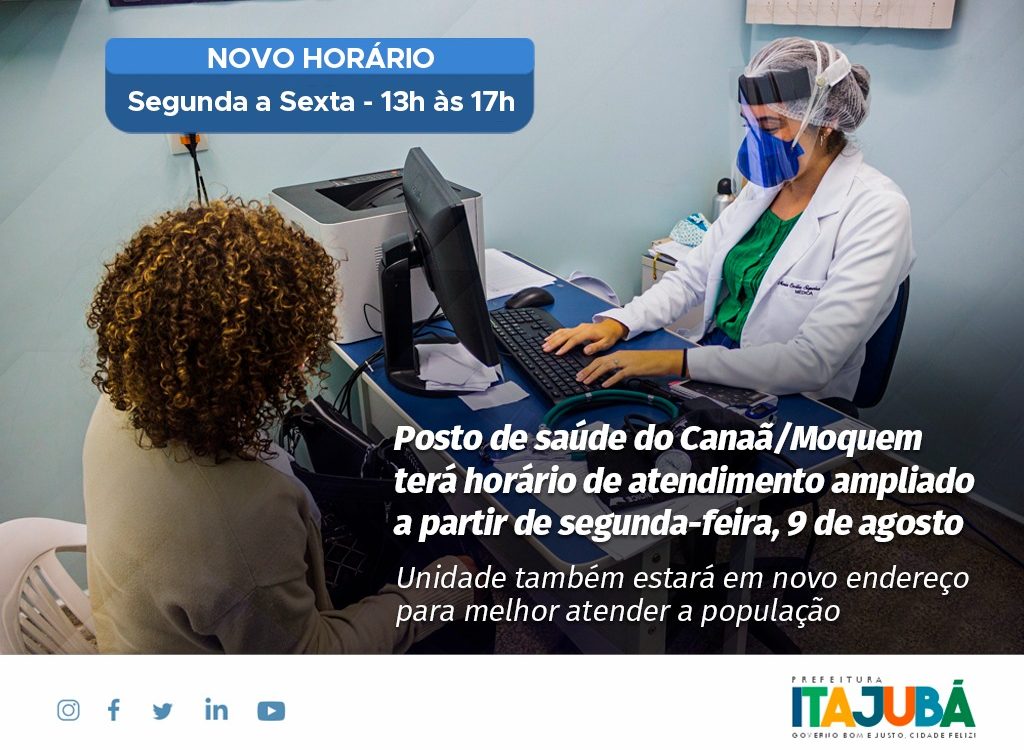 NOVO HORÁRIO
Segunda a Sexta - 13h às 17h
MÉDICA
Posto de saúde do Canaã/Moquem
terá horário de atendimento ampliado
a partir de segunda-feira, 9 de agosto
Unidade também estará em novo endereço
para melhor atender a população
PREFEITURA
ITAJUBÁ
GOVERNO BOM E JUSTO, CIDADE FELIZ!